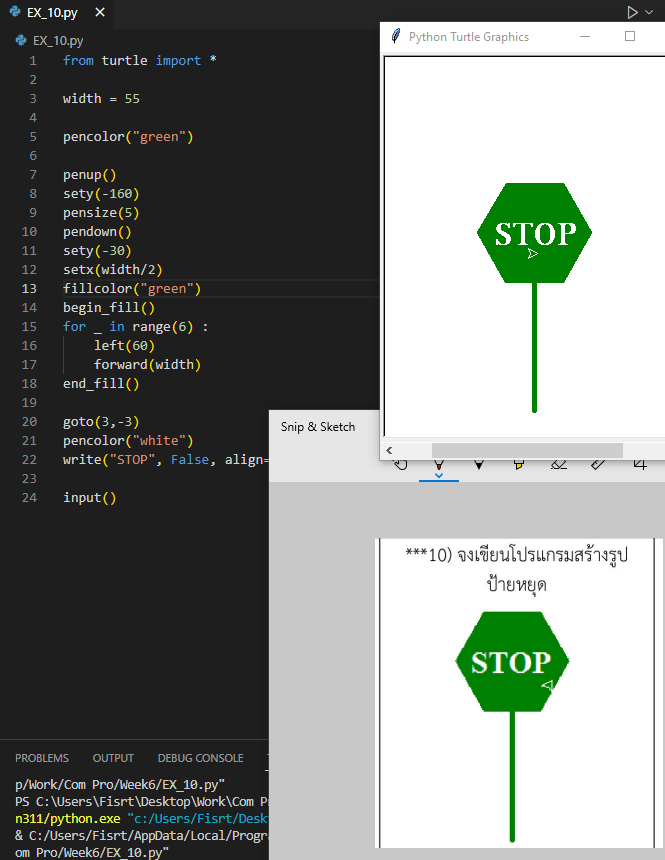 EX_10.py
EX_10.py
1 from turtle import *
2
3 width = 55
4
5 pencolor("green")
6
7 penup()
8 sety(-160)
9 pensize(5)
10 pendown()
11 sety(-30)
12 setx(width/2)
13 fillcolor("green")
14 begin_fill()
15 for _ in range(6) :
16 left(60)
17 forward(width)
18 end_fill()
19
20 goto(3,-3)
21 pencolor("white")
22 write("STOP", False, align=
23
24 input()
Python Turtle Graphics
STOP
Snip & Sketch
***10) จงเขียนโปรแกรมสร้างรูป
ป้ายหยุด
STOP
PROBLEMS OUTPUT DEBUG CONSOLE
p/Work/Com Pro/Week6/EX_10.py"
PS C:\Users\Fisrt\Desktop\Work\Com Pr
n311/python.exe "c:/Users/Fisrt/Desk
& C:/Users/Fisrt/AppData/Local/Progra
om Pro/Week6/EX_10.py"